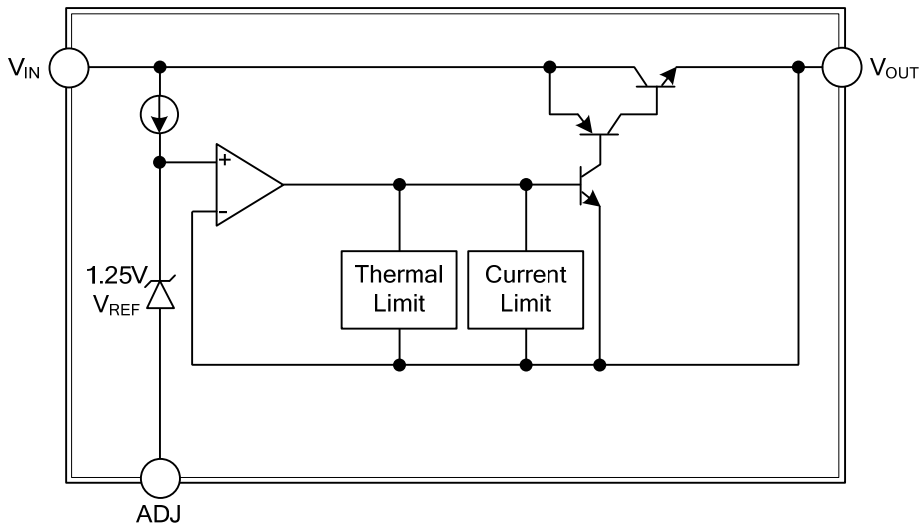 VIN
VOUT
+
-
1.25V
VREF
Thermal
Limit
Current
Limit
ADJ